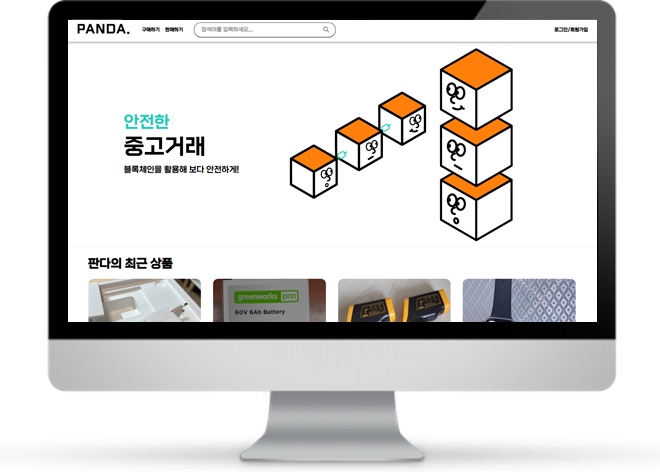 PANDA.
구매하기 판매하기
검색어를 입력하세요...
로그인/회원가입
안전한
중고거래
블록체인을 활용해 보다 안전하게!
판다의 최근 상품
greenworks pro
60V 6Ah Battery